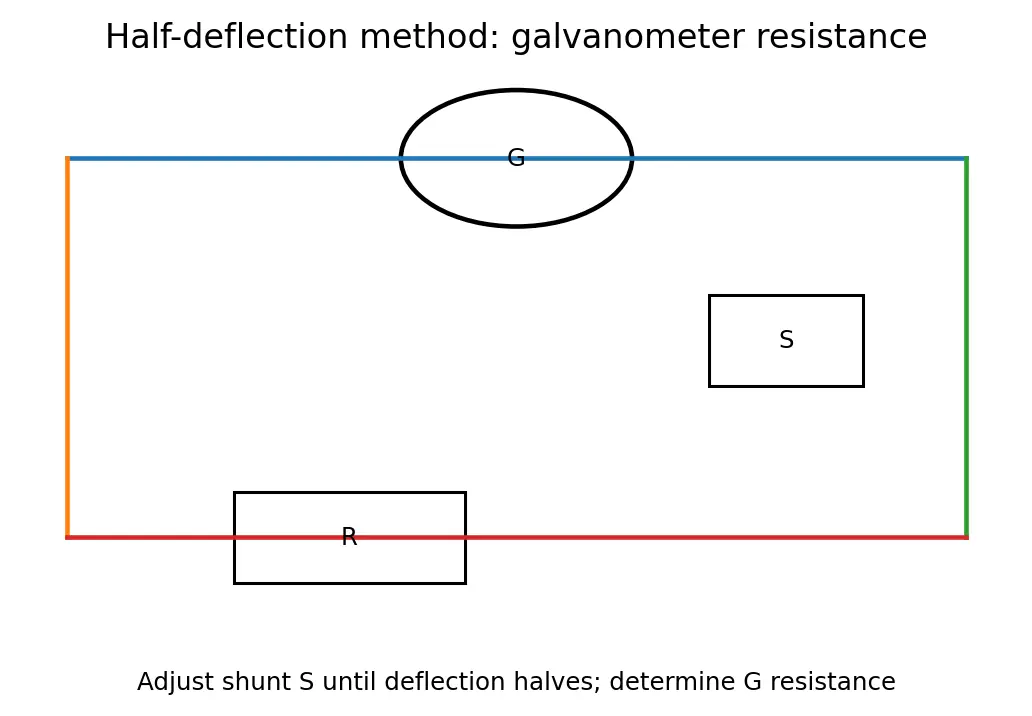 Half-deflection method: galvanometer resistance
G
S
R
Adjust shunt S until deflection halves; determine G resistance